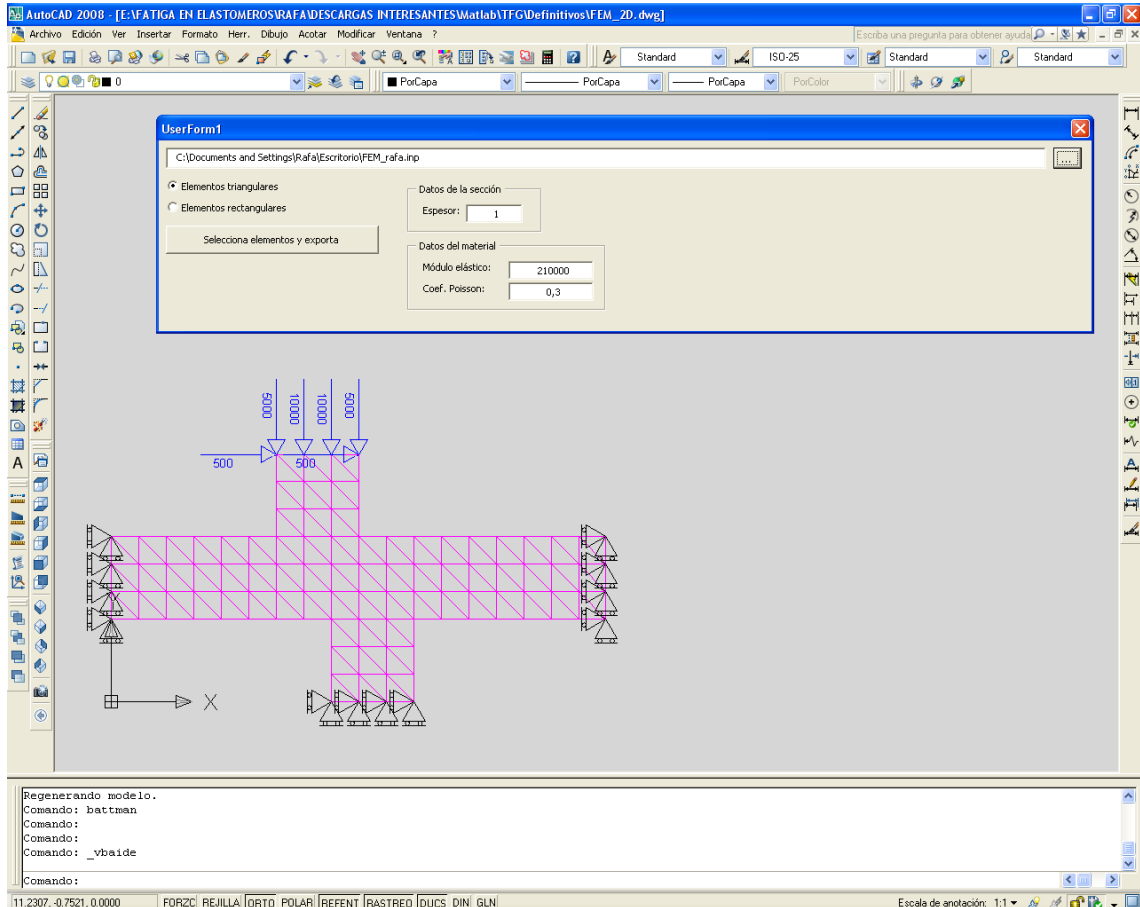 AutoCAD 2008 - [E:\FATIGA EN ELASTOMEROS\RAFA\DESCARGAS INTERESANTES\Matlab\TFG\Definitivos\FEM_2D.dwg]
Archivo Edición Ver Insertar Formato Herr. Dibujo Acotar Modificar Ventana ?
Escriba una pregunta para obtener ayuda
Standard ISO-25 Standard Standard
0 PorCapa PorCapa PorCapa PorColor
UserForm1
C:\Documents and Settings\Rafa\Escritorio\FEM_rafa.inp
...
Elementos triangulares
Elementos rectangulares
Selecciona elementos y exporta
Datos de la sección
Espesor: 1
Datos del material
Módulo elástico: 210000
Coef. Poisson: 0,3
5000
10000
10000
5000
500
500
Y
X
Regenerando modelo.
Comando: battman
Comando:
Comando:
Comando: _vbaide
Comando:
11.2307, -0.7521, 0.0000 FORZC REJILLA ORTO POLAR REFENT RASTREO DUCS DIN GLN Escala de anotación: 1:1